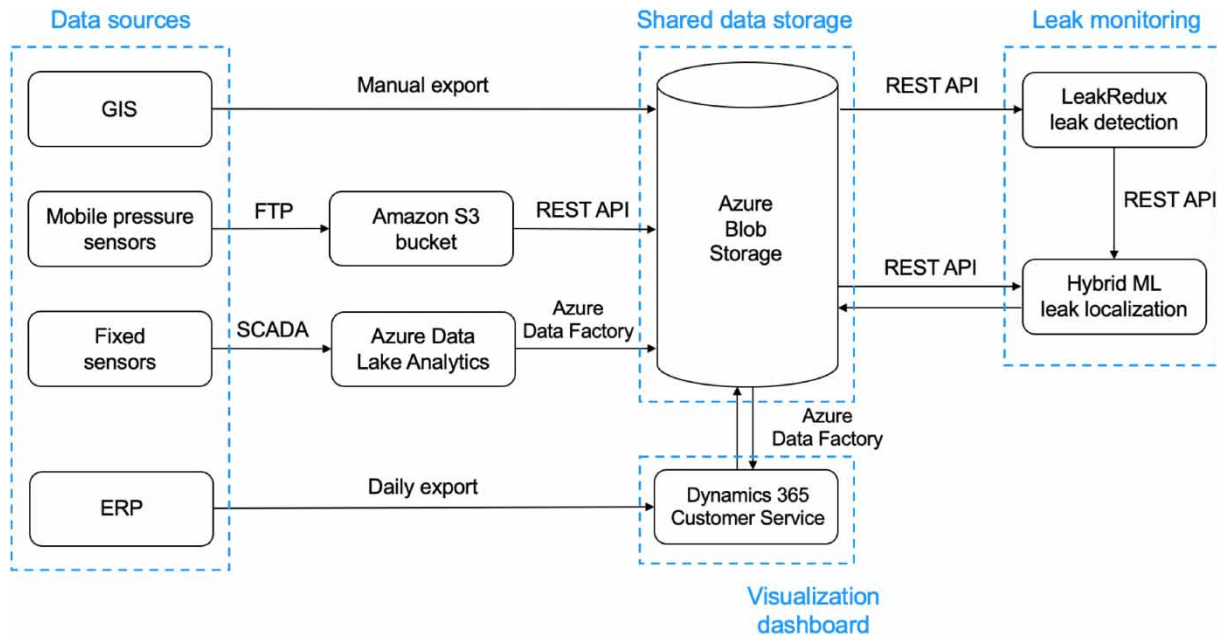 Data sources
Shared data storage
Leak monitoring
GIS
Manual export
REST API
LeakRedux
leak detection
Mobile pressure
sensors
FTP
Amazon S3
bucket
REST API
Azure
Blob
Storage
REST API
REST API
Hybrid ML
leak localization
Fixed
sensors
SCADA
Azure Data
Lake Analytics
Azure
Data Factory
Azure
Data Factory
ERP
Daily export
Dynamics 365
Customer Service
Visualization
dashboard